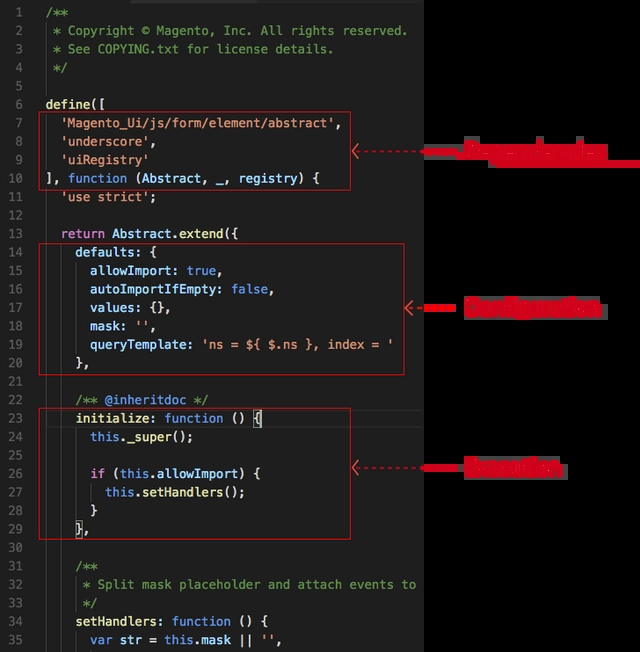 1 /**
2 * Copyright © Magento, Inc. All rights reserved.
3 * See COPYING.txt for license details.
4 */
5
6 define([
7 'Magento_Ui/js/form/element/abstract',
8 'underscore',
9 'uiRegistry'
10 ], function (Abstract, _, registry) {
11 'use strict';
12
13 return Abstract.extend({
14 defaults: {
15 allowImport: true,
16 autoImportIfEmpty: false,
17 values: {},
18 mask: '',
19 queryTemplate: 'ns = ${ $.ns }, index = '
20 },
21
22 /** @inheritdoc */
23 initialize: function () {
24 this._super();
25
26 if (this.allowImport) {
27 this.setHandlers();
28 }
29 },
30
31 /**
32 * Split mask placeholder and attach events to
33 */
34 setHandlers: function () {
35 var str = this.mask || '',